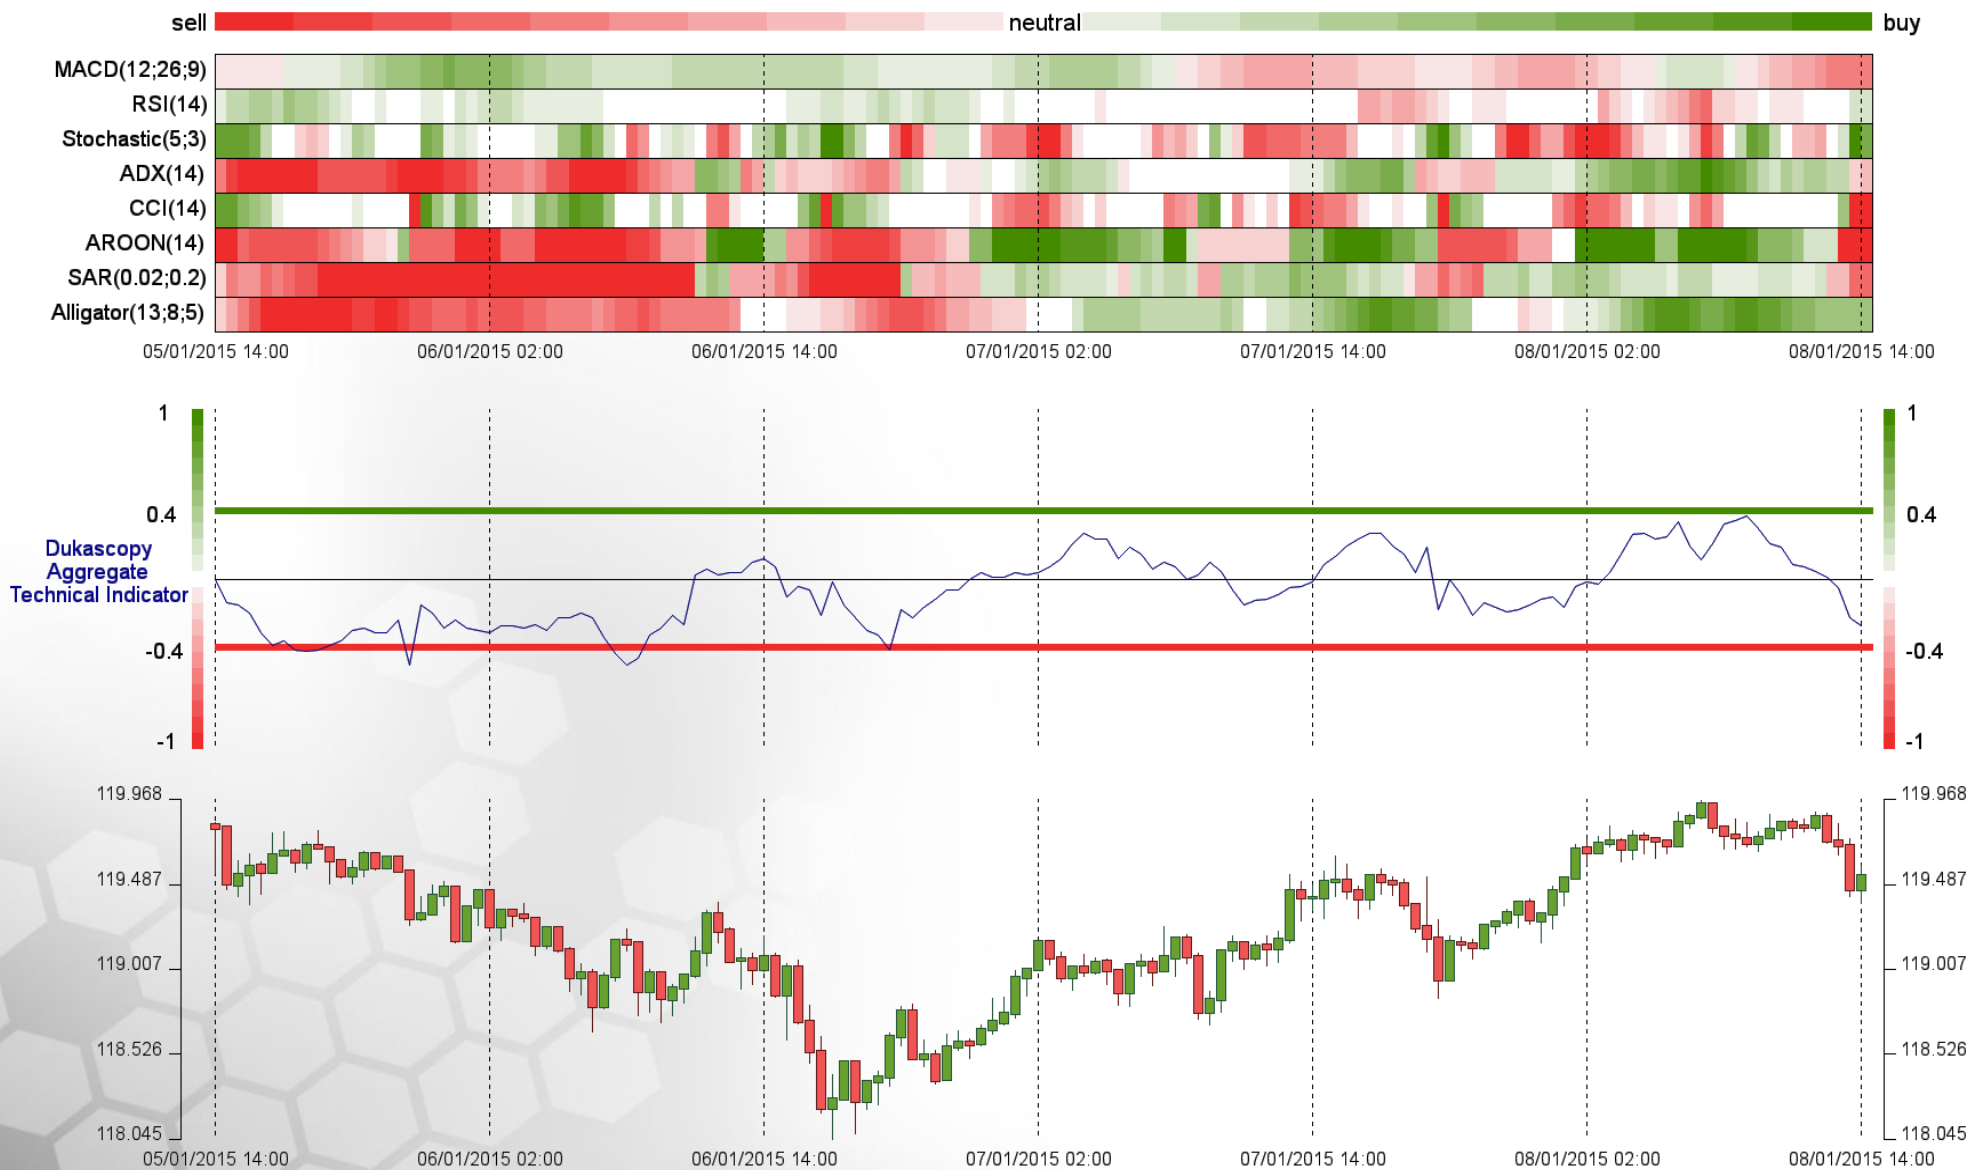 sell neutral buy
MACD(12;26;9)
RSI(14)
Stochastic(5;3)
ADX(14)
CCI(14)
AROON(14)
SAR(0.02;0.2)
Alligator(13;8;5)
05/01/2015 14:00 06/01/2015 02:00 06/01/2015 14:00 07/01/2015 02:00 07/01/2015 14:00 08/01/2015 02:00 08/01/2015 14:00
1 1
0.4 0.4
Dukascopy
Aggregate
Technical Indicator
-0.4 -0.4
-1 -1
119.968 119.968
119.487 119.487
119.007 119.007
118.526 118.526
118.045 118.045
05/01/2015 14:00 06/01/2015 02:00 06/01/2015 14:00 07/01/2015 02:00 07/01/2015 14:00 08/01/2015 02:00 08/01/2015 14:00